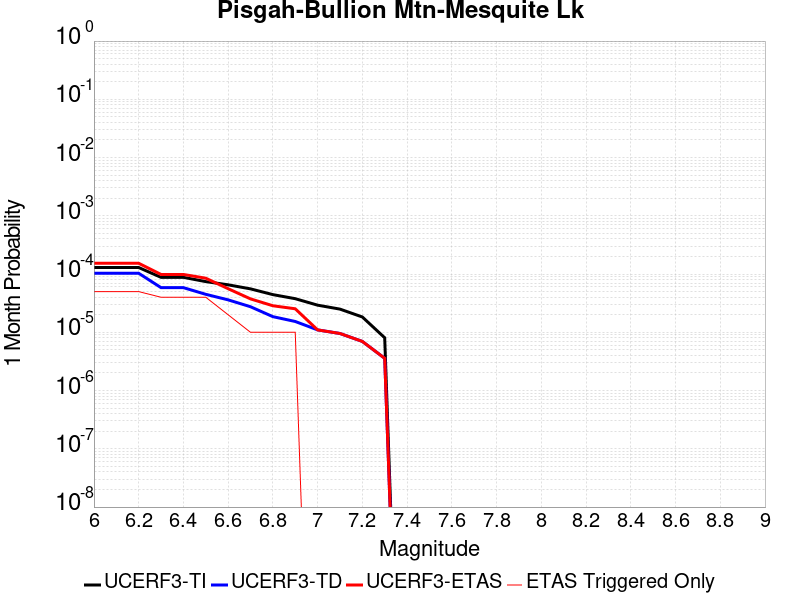 Pisgah-Bullion Mtn-Mesquite Lk
1 Month Probability
10^0
10^-1
10^-2
10^-3
10^-4
10^-5
10^-6
10^-7
10^-8
6 6.2 6.4 6.6 6.8 7 7.2 7.4 7.6 7.8 8 8.2 8.4 8.6 8.8 9
Magnitude
UCERF3-TI UCERF3-TD UCERF3-ETAS ETAS Triggered Only